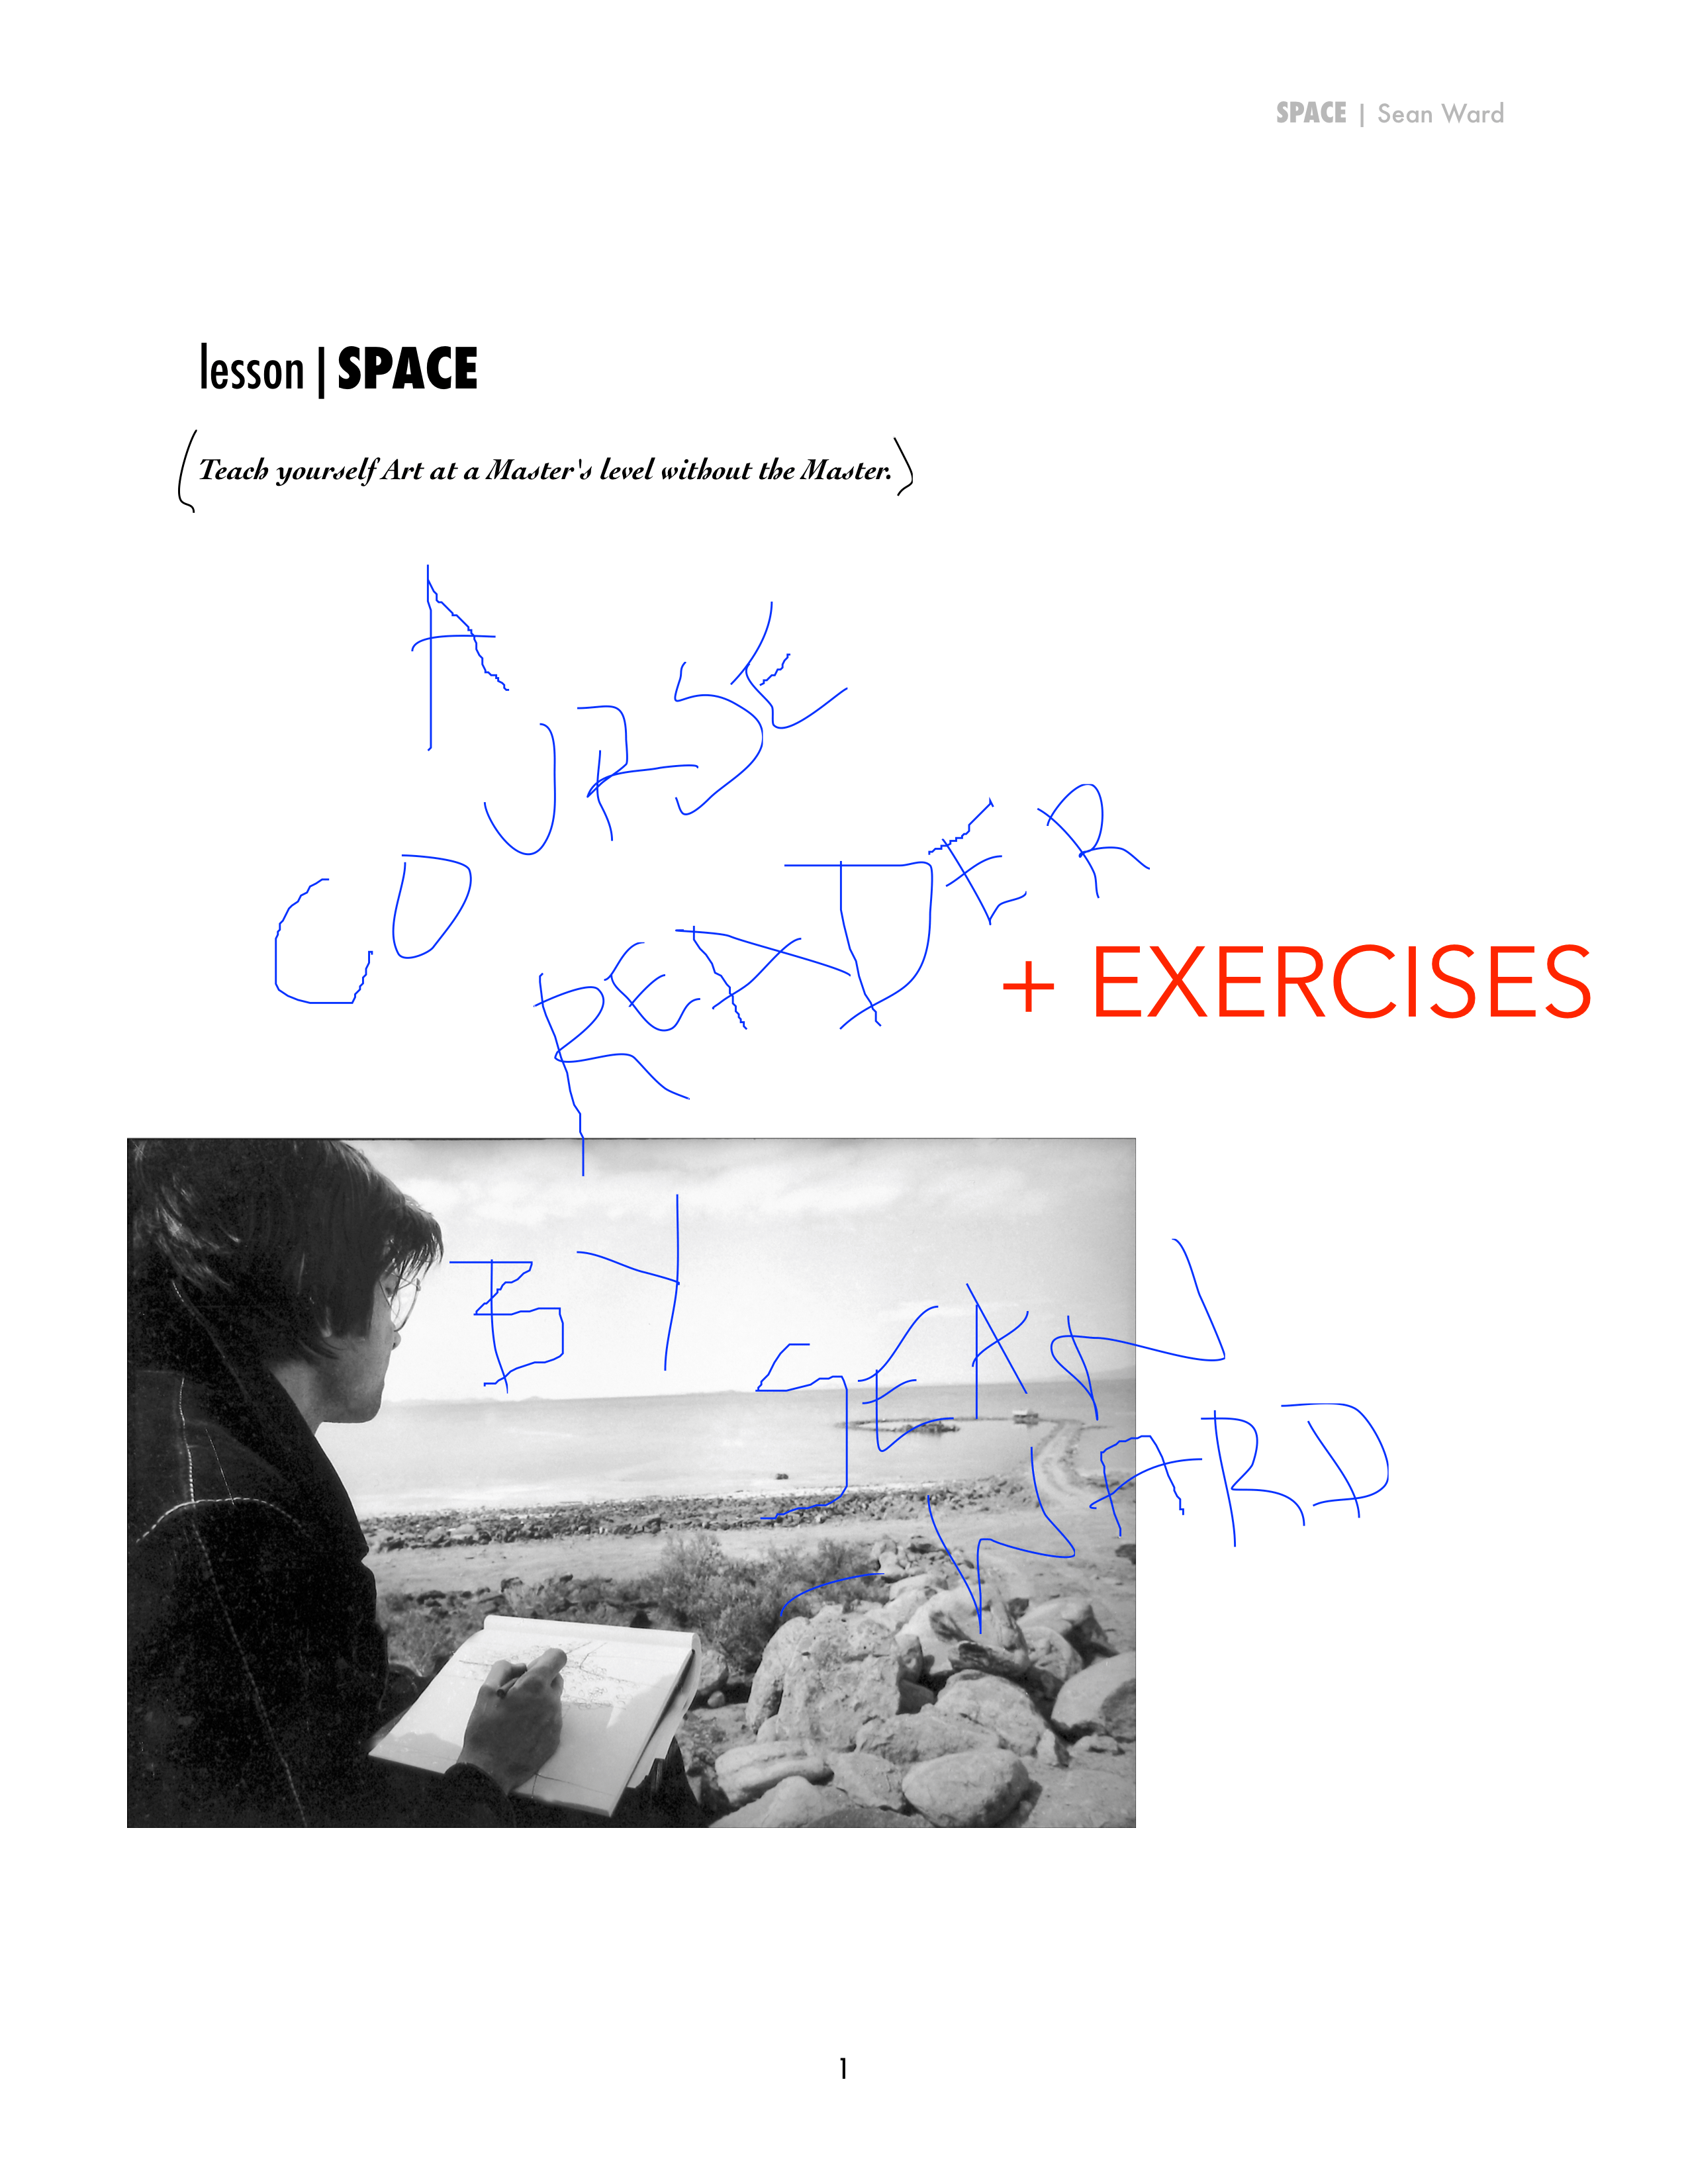 SPACE | Sean Ward
lesson | SPACE
(Teach yourself Art at a Master's level without the Master.)
A
COURSE
READER
+ EXERCISES
BY
SEAN
WARD
1